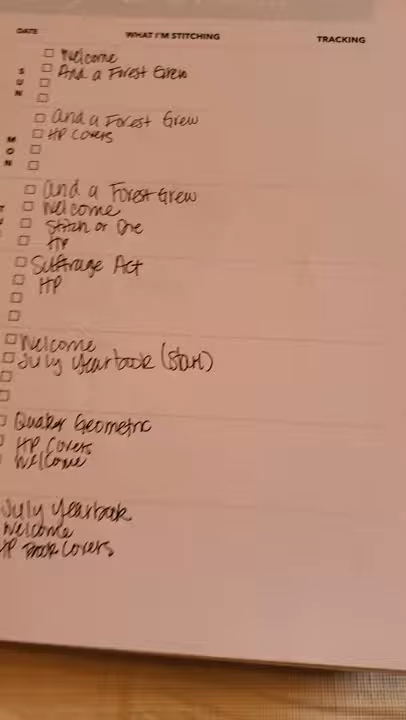 DATE WHAT I'M STITCHING TRACKING
SUN
Welcome
And a Forest Grew
MON
And a Forest Grew
HP Covers
And a Forest Grew
Welcome
Stitch or Die
HP
Suffrage Act
HP
Welcome
July Yearbook (Start)
Quaker Geometric
HP Covers
Welcome
July Yearbook
Welcome
HP Book Covers